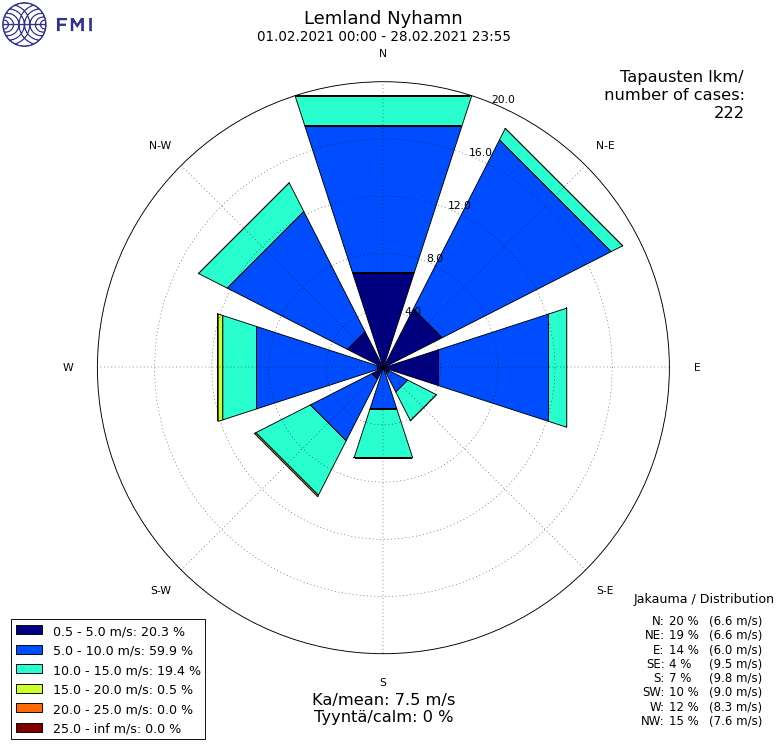 FMI
Lemland Nyhamn
01.02.2021 00:00 - 28.02.2021 23:55
N
Tapausten lkm/
number of cases:
222
20.0
16.0
12.0
8.0
4.0
N-W
N-E
W
E
S-W
S-E
S
0.5 - 5.0 m/s: 20.3 %
5.0 - 10.0 m/s: 59.9 %
10.0 - 15.0 m/s: 19.4 %
15.0 - 20.0 m/s: 0.5 %
20.0 - 25.0 m/s: 0.0 %
25.0 - inf m/s: 0.0 %
Ka/mean: 7.5 m/s
Tyyntä/calm: 0 %
Jakauma / Distribution
N: 20 % (6.6 m/s)
NE: 19 % (6.6 m/s)
E: 14 % (6.0 m/s)
SE: 4 % (9.5 m/s)
S: 7 % (9.8 m/s)
SW: 10 % (9.0 m/s)
W: 12 % (8.3 m/s)
NW: 15 % (7.6 m/s)